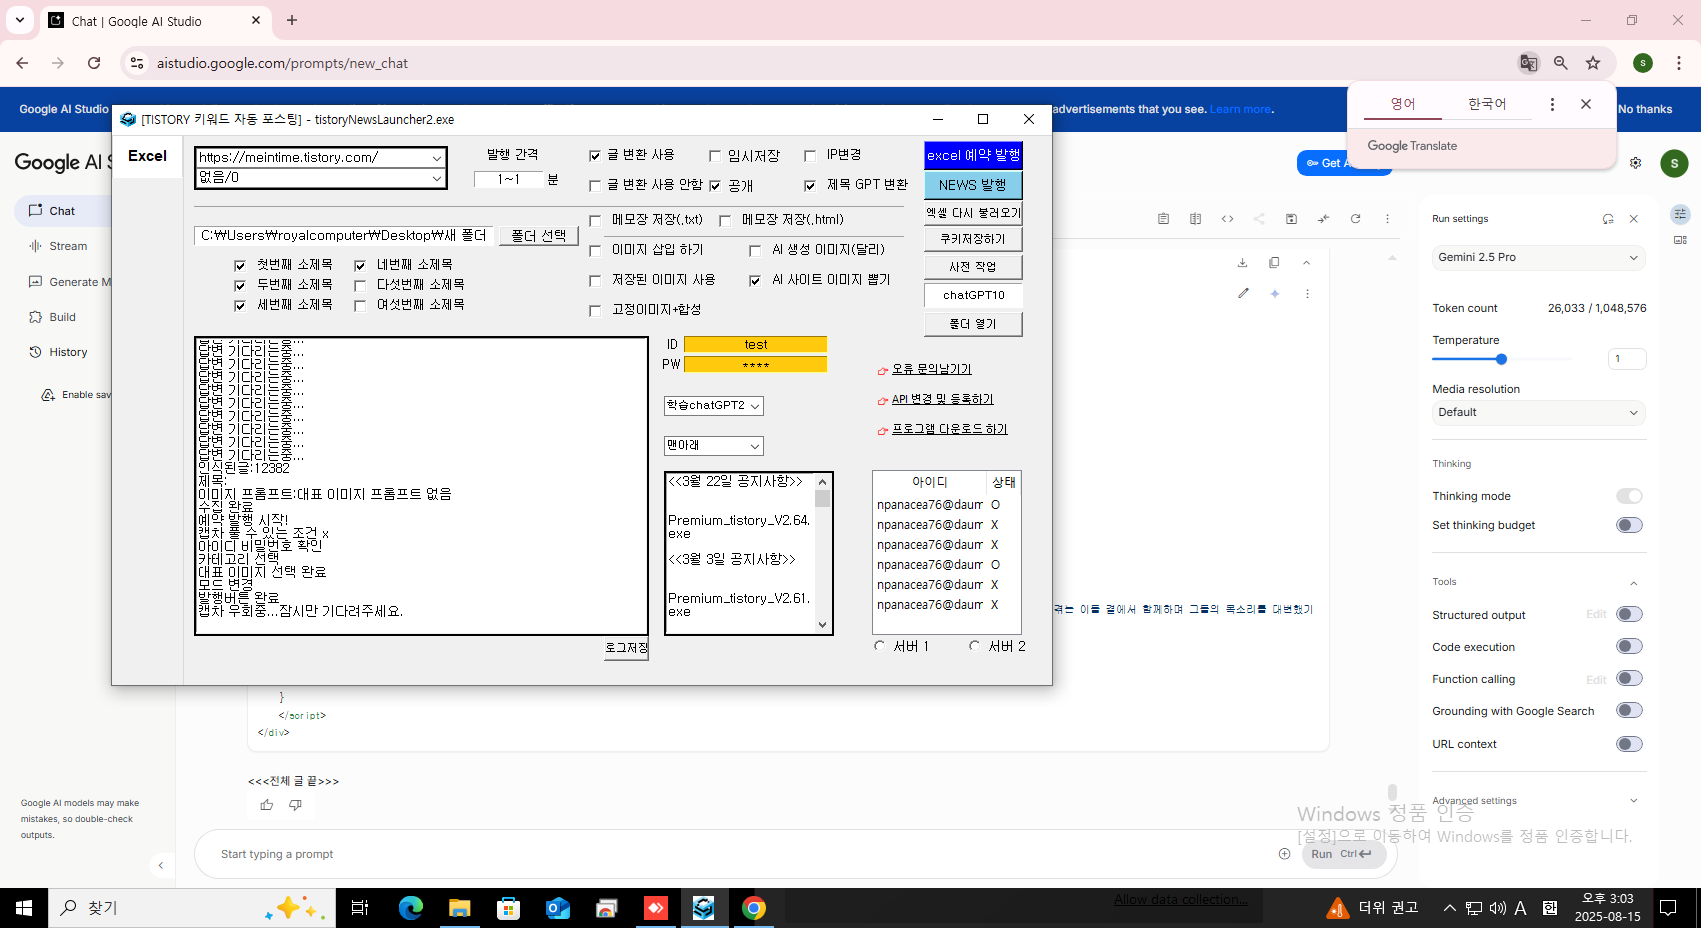 Chat | Google AI Studio
aistudio.google.com/prompts/new_chat
영어
한국어
Google Translate
Google AI Studio
advertisements that you see. Learn more.
No thanks
[TISTORY 키워드 자동 포스팅] - tistoryNewsLauncher2.exe
Excel
https://meintime.tistory.com/
없음/0
발행 간격
1~1 분
글 변환 사용
임시저장
IP변경
글 변환 사용 안함
공개
제목 GPT 변환
excel 예약 발행
NEWS 발행
엑셀 다시 불러오기
쿠키저장하기
사전 작업
chatGPT10
폴더 열기
C:₩Users₩royalcomputer₩Desktop₩새 폴더
폴더 선택
메모장 저장(,txt)
메모장 저장(,html)
첫번째 소제목
네번째 소제목
두번째 소제목
다섯번째 소제목
세번째 소제목
여섯번째 소제목
이미지 삽입 하기
AI 생성 이미지(달리)
저장된 이미지 사용
AI 사이트 이미지 뽑기
고정이미지+합성
답변 기다리는중...
답변 기다리는중...
답변 기다리는중...
답변 기다리는중...
답변 기다리는중...
답변 기다리는중...
답변 기다리는중...
답변 기다리는중...
답변 기다리는중...
인식된글:12382
제목:
이미지 프롬프트:대표 이미지 프롬프트 없음
수집 완료
예약 발행 시작!
캡차 풀 수 있는 조건 x
아이디 비밀번호 확인
카테고리 선택
대표 이미지 선택 완료
모드 변경
발행버튼 완료
캡차 우회중...잠시만 기다려주세요.
로그저장
ID test
PW ****
학습chatGPT2
맨아래
오류 문의남기기
API 변경 및 등록하기
프로그램 다운로드 하기
<<3월 22일 공지사항>>
Premium_tistory_V2.64.
exe
<<3월 3일 공지사항>>
Premium_tistory_V2.61.
exe
아이디 상태
npanacea76@daum O
npanacea76@daum X
npanacea76@daum X
npanacea76@daum O
npanacea76@daum X
npanacea76@daum X
서버 1
서버 2
Google AI S
Get A
S
Chat
Stream
Generate M
Build
History
Enable sav
Google AI models may make
mistakes, so double-check
outputs.
겪는 이들 곁에서 함께하며 그들의 목소리를 대변했기
}
</script>
</div>
<<<전체 글 끝>>>
Start typing a prompt
Run Ctrl
Run settings
Gemini 2.5 Pro
Token count 26,033 / 1,048,576
Temperature
1
Media resolution
Default
Thinking
Thinking mode
Set thinking budget
Tools
Structured output Edit
Code execution
Function calling Edit
Grounding with Google Search
URL context
Advanced settings
Windows 정품 인증
[설정]으로 이동하여 Windows를 정품 인증합니다.
Allow data collection...
찾기
더위 권고
A
한
오후 3:03
2025-08-15